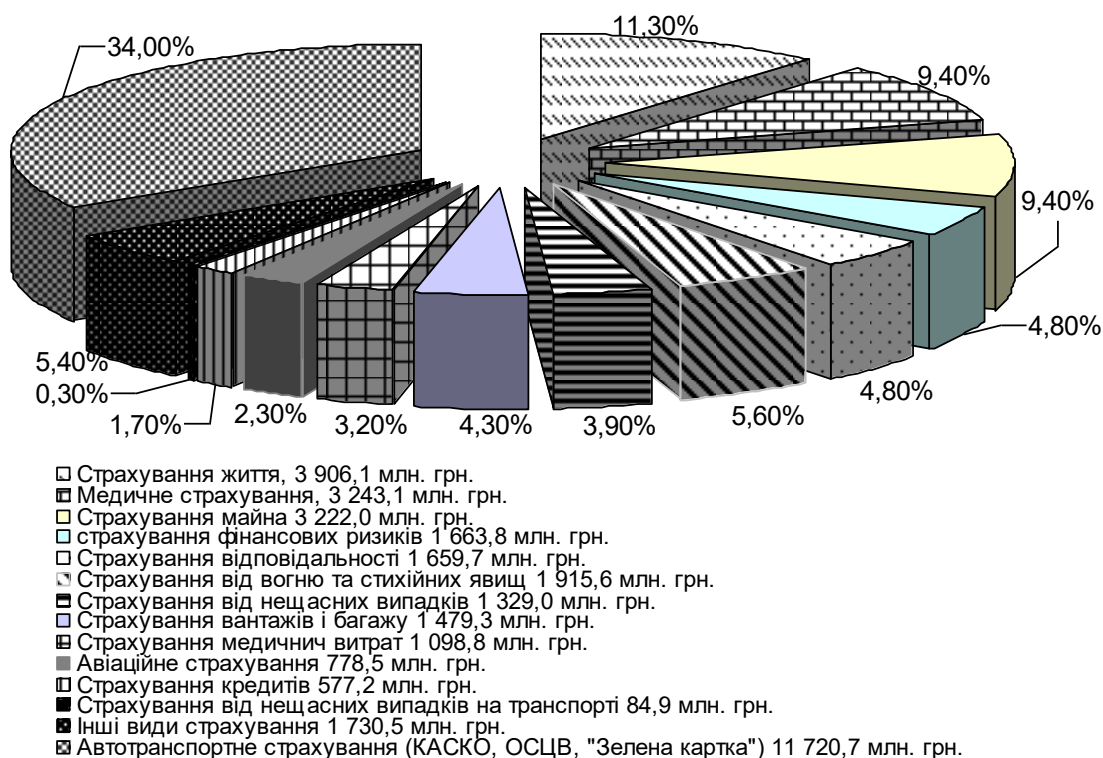 11,30%
34,00%
9,40%
9,40%
4,80%
5,40%
0,30%
1,70%
2,30%
3,20%
4,30%
3,90%
5,60%
4,80%
Страхування життя, 3 906,1 млн. грн.
Медичне страхування, 3 243,1 млн. грн.
Страхування майна 3 222,0 млн. грн.
страхування фінансових ризиків 1 663,8 млн. грн.
Страхування відповідальності 1 659,7 млн. грн.
Страхування від вогню та стихійних явищ 1 915,6 млн. грн.
Страхування від нещасних випадків 1 329,0 млн. грн.
Страхування вантажів і багажу 1 479,3 млн. грн.
Страхування медичнич витрат 1 098,8 млн. грн.
Авіаційне страхування 778,5 млн. грн.
Страхування кредитів 577,2 млн. грн.
Страхування від нещасних випадків на транспорті 84,9 млн. грн.
Інші види страхування 1 730,5 млн. грн.
Автотранспортне страхування (КАСКО, ОСЦВ, "Зелена картка") 11 720,7 млн. грн.